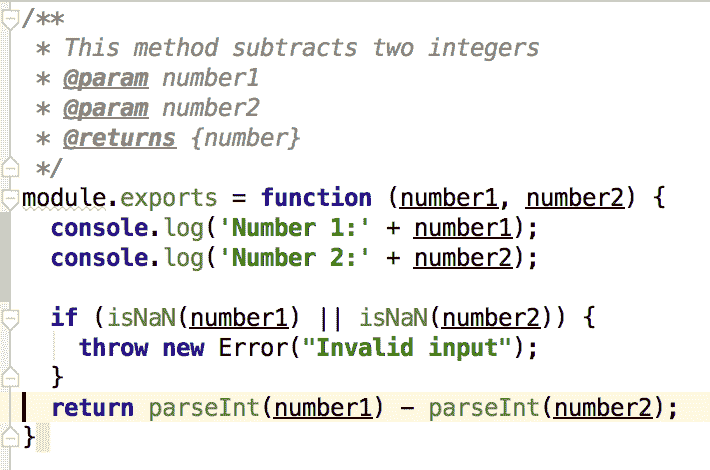 /**
 * This method subtracts two integers
 * @param number1
 * @param number2
 * @returns {number}
 */
module.exports = function (number1, number2) {
  console.log('Number 1:' + number1);
  console.log('Number 2:' + number2);

  if (isNaN(number1) || isNaN(number2)) {
    throw new Error("Invalid input");
  }
  return parseInt(number1) - parseInt(number2);
}